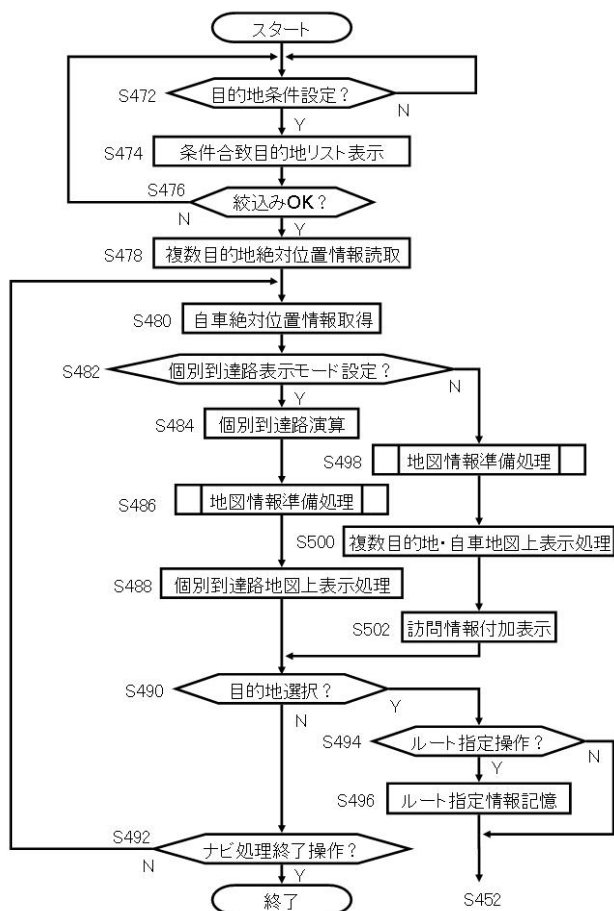 スタート
S472
目的地条件設定？
N
Y
S474
条件合致目的地リスト表示
S476
絞込みOK？
N
Y
S478
複数目的地絶対位置情報読取
S480
自車絶対位置情報取得
S482
個別到達路表示モード設定？
N
Y
S484
個別到達路演算
S498
地図情報準備処理
S486
地図情報準備処理
S500
複数目的地・自車地図上表示処理
S488
個別到達路地図上表示処理
S502
訪問情報付加表示
S490
目的地選択？
Y
N
S494
ルート指定操作？
N
Y
S496
ルート指定情報記憶
S492
ナビ処理終了操作？
N
Y
S452
終了